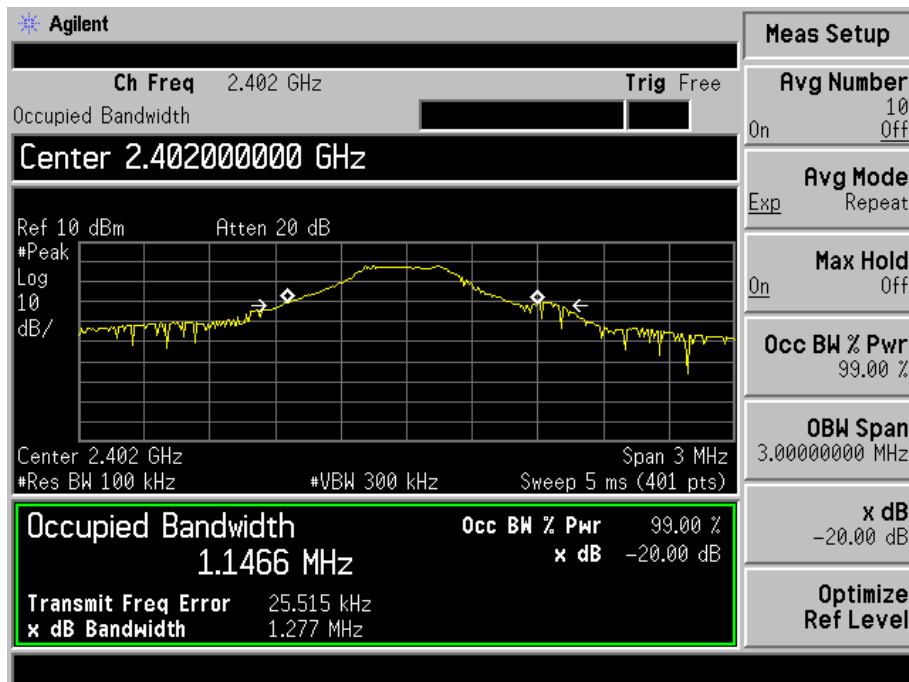 Agilent
Ch Freq 2.402 GHz Trig Free
Occupied Bandwidth
Center 2.402000000 GHz
Ref 10 dBm Atten 20 dB
#Peak
Log
10
dB/
Center 2.402 GHz Span 3 MHz
#Res BW 100 kHz #VBW 300 kHz Sweep 5 ms (401 pts)
Occupied Bandwidth Occ BW % Pwr 99.00 %
1.1466 MHz x dB -20.00 dB
Transmit Freq Error 25.515 kHz
x dB Bandwidth 1.277 MHz
Meas Setup
Avg Number
10
On Off
Avg Mode
Exp Repeat
Max Hold
On Off
Occ BW % Pwr
99.00 %
OBW Span
3.00000000 MHz
x dB
-20.00 dB
Optimize
Ref Level